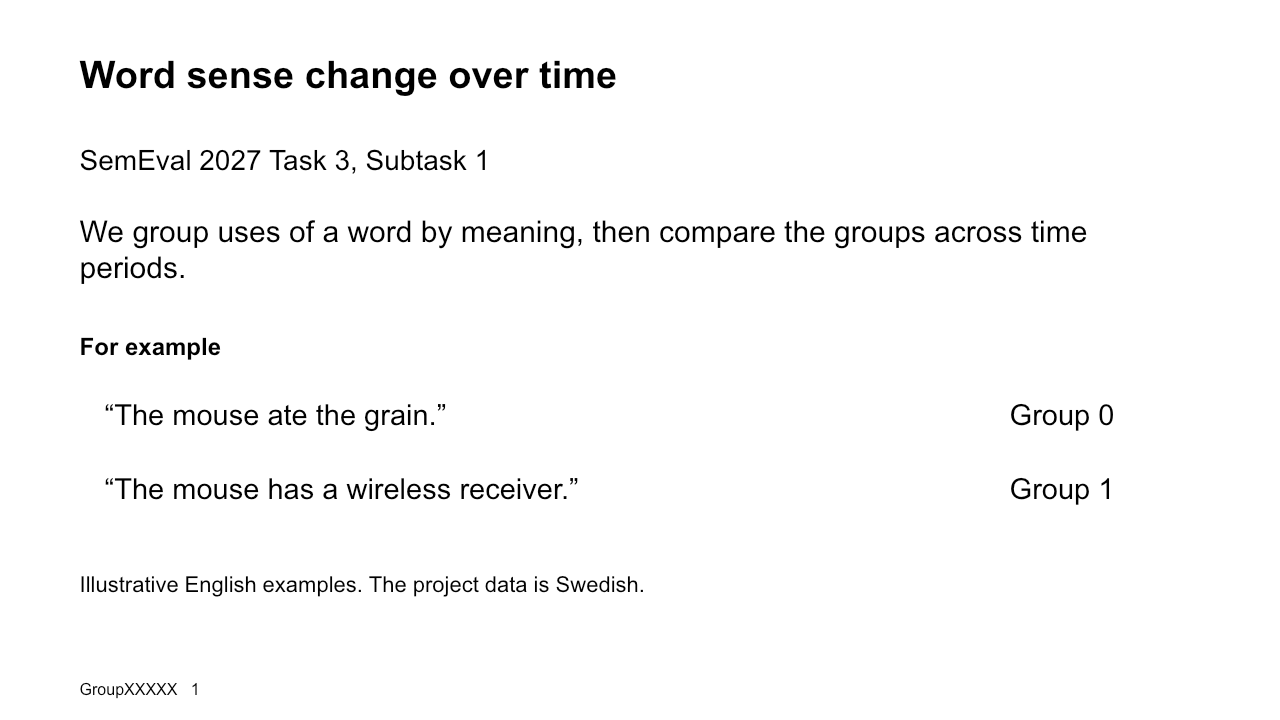 Word sense change over time
SemEval 2027 Task 3, Subtask 1
We group uses of a word by meaning, then compare the groups across time
periods.
For example
“The mouse ate the grain.” Group 0
“The mouse has a wireless receiver.” Group 1
Illustrative English examples. The project data is Swedish.
GroupXXXXX 1